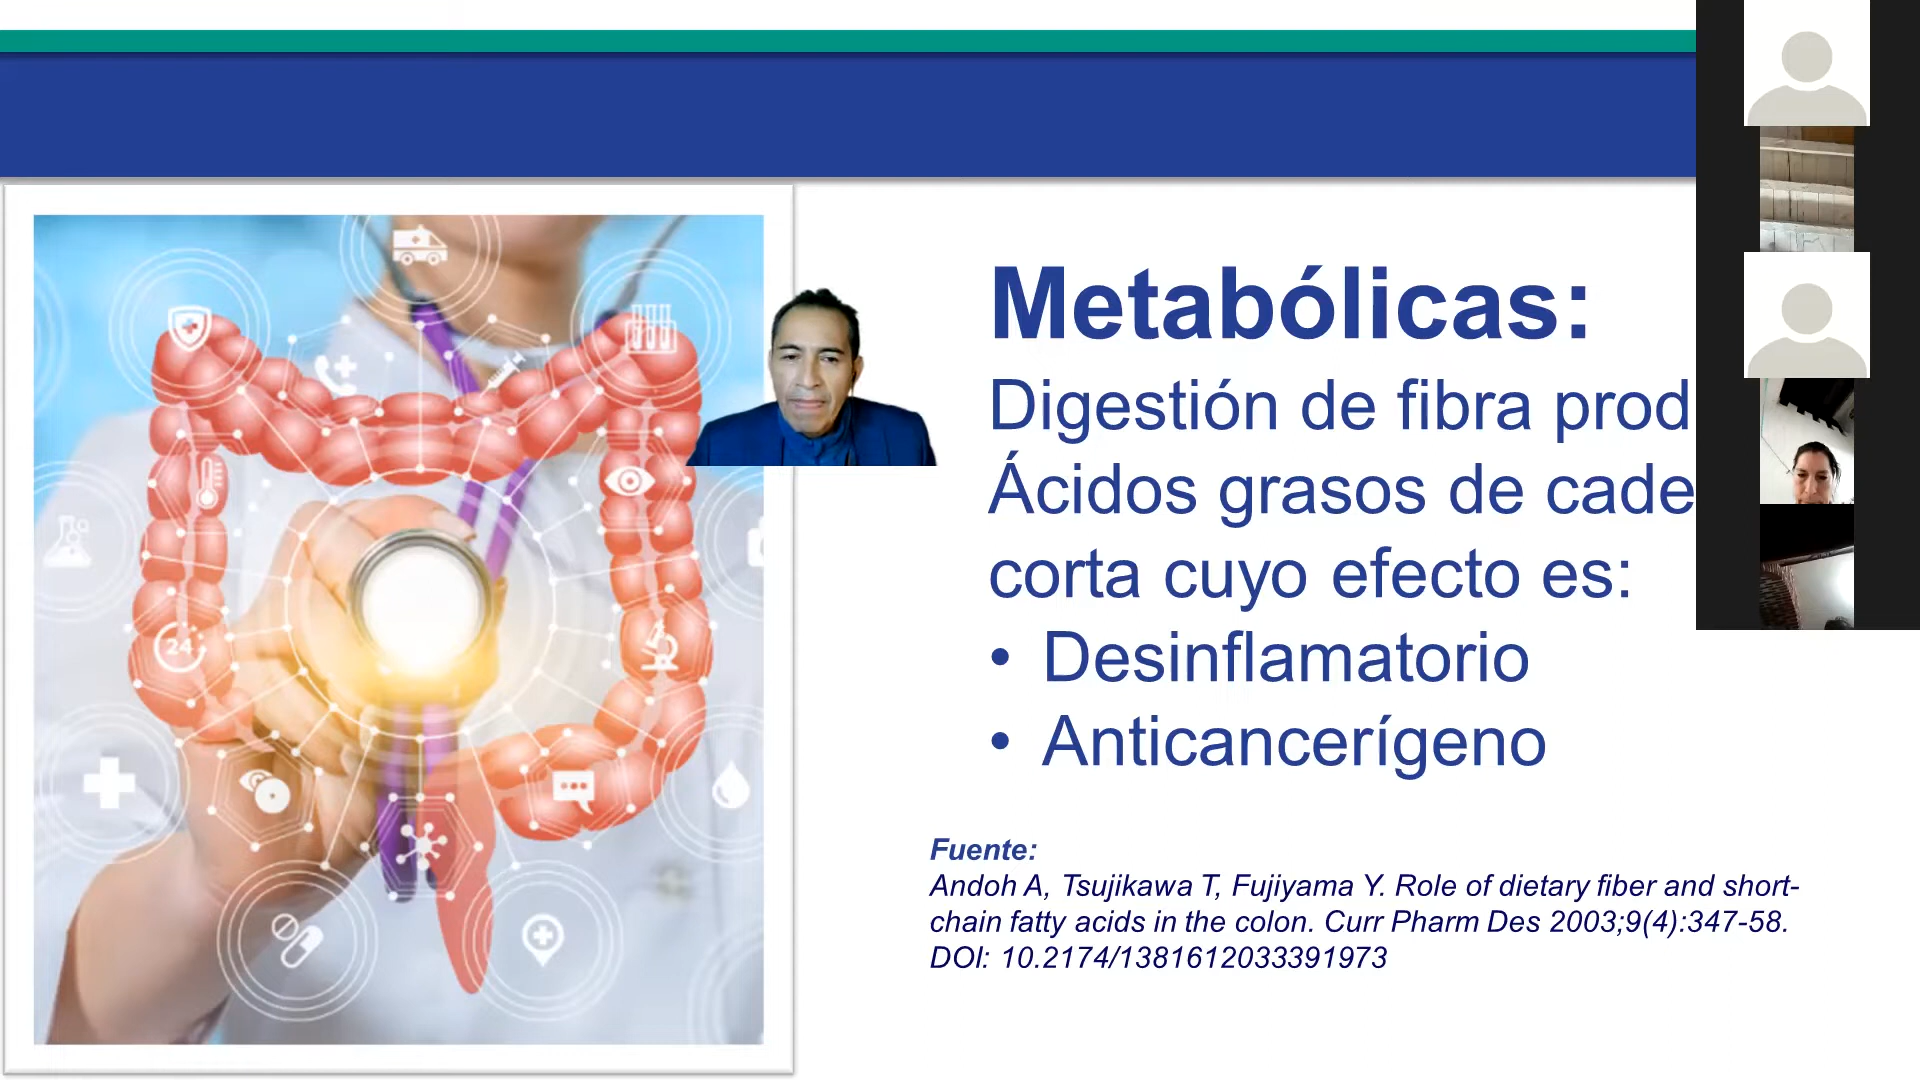 Metabólicas:
Digestión de fibra prod
Ácidos grasos de cade
corta cuyo efecto es:
• Desinflamatorio
• Anticancerígeno
Fuente:
Andoh A, Tsujikawa T, Fujiyama Y. Role of dietary fiber and short-
chain fatty acids in the colon. Curr Pharm Des 2003;9(4):347-58.
DOI: 10.2174/1381612033391973
24